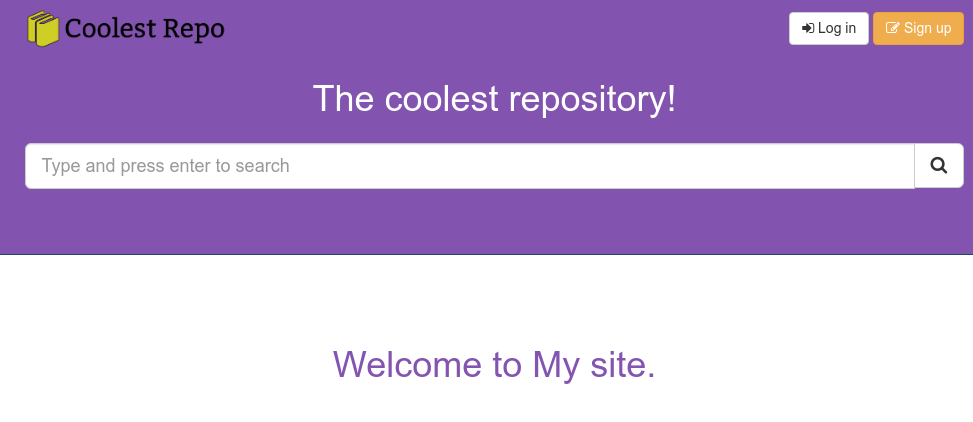 Coolest Repo
Log in
Sign up
The coolest repository!
Type and press enter to search
Welcome to My site.